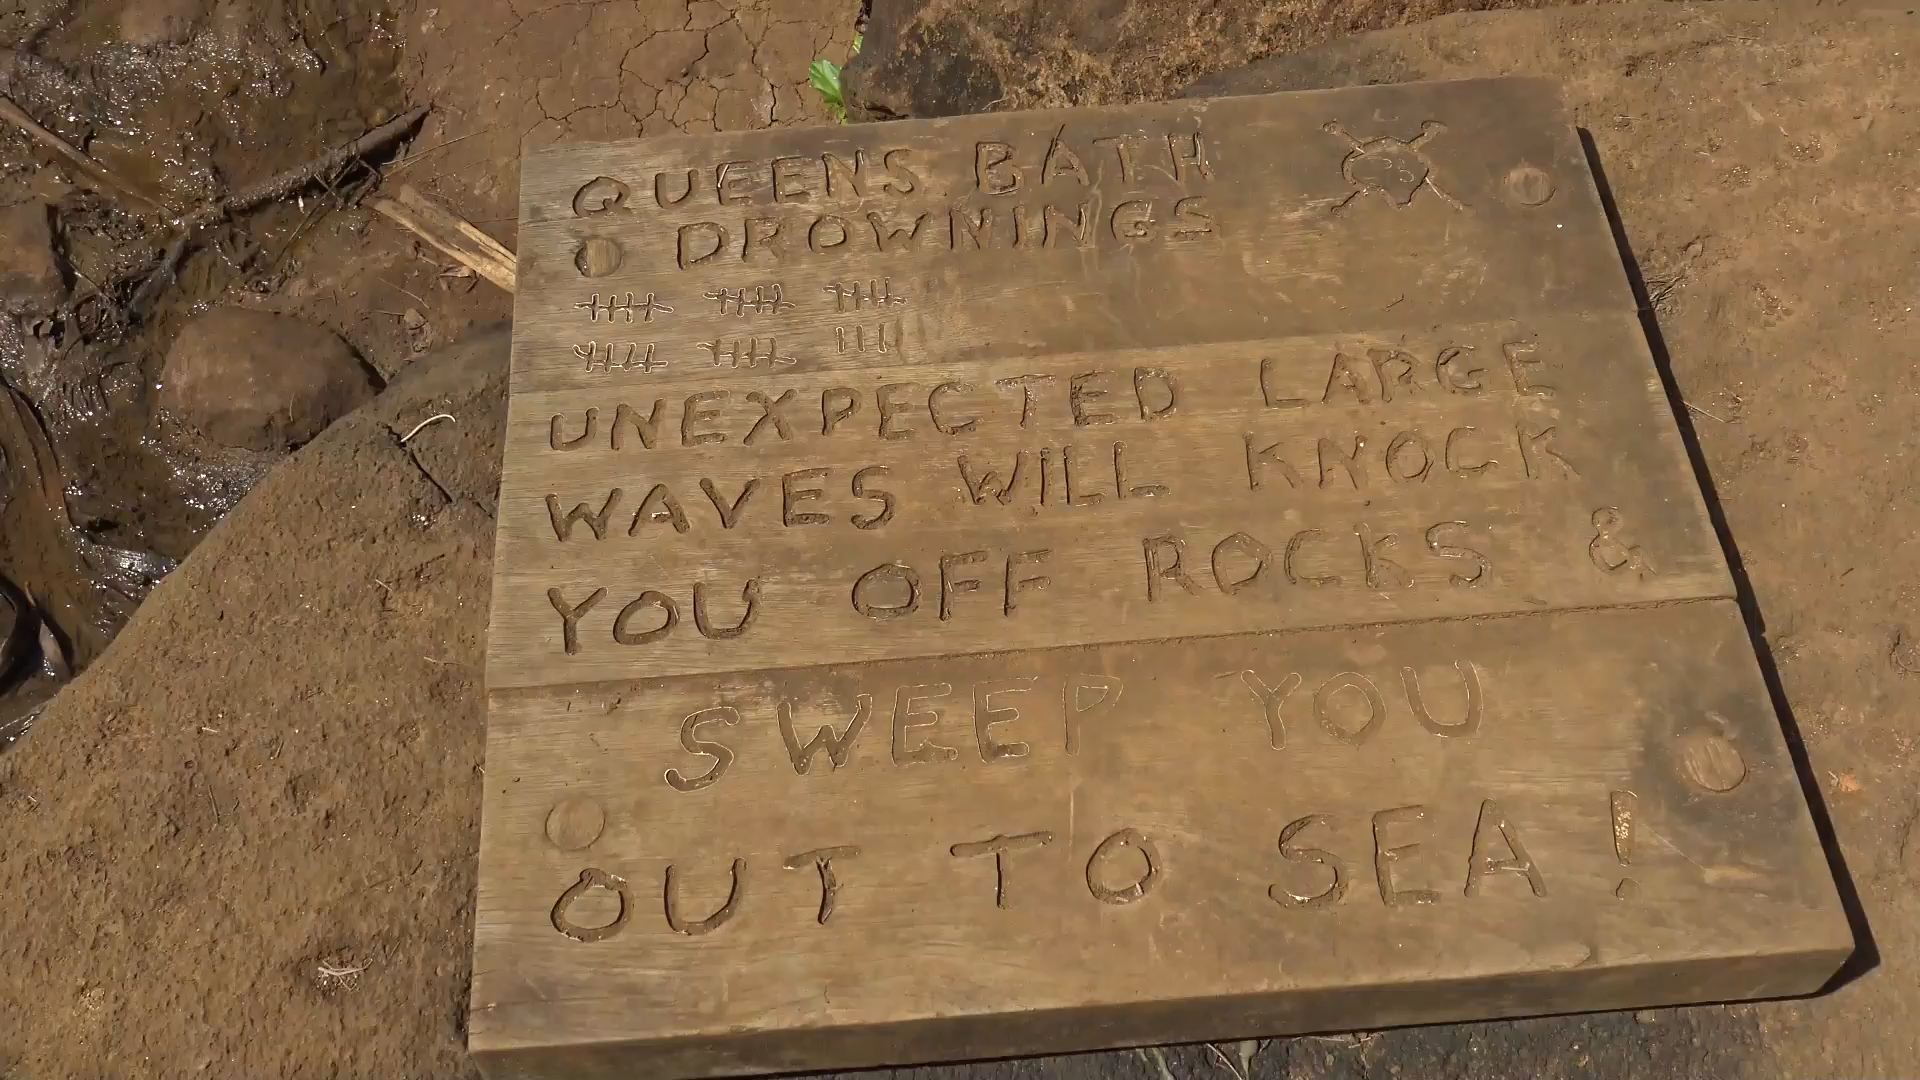 QUEENS BATH
DROWNINGS
UNEXPECTED LARGE
WAVES WILL KNOCK
YOU OFF ROCKS &
SWEEP YOU
OUT TO SEA!